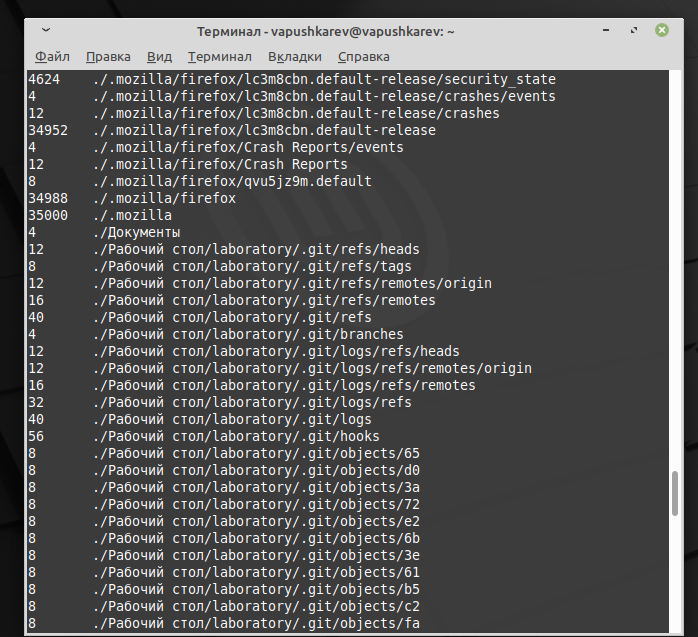 Терминал - vapushkarev@vapushkarev: ~
Файл Правка Вид Терминал Вкладки Справка
4624 ./.mozilla/firefox/lc3m8cbn.default-release/security_state
4 ./.mozilla/firefox/lc3m8cbn.default-release/crashes/events
12 ./.mozilla/firefox/lc3m8cbn.default-release/crashes
34952 ./.mozilla/firefox/lc3m8cbn.default-release
4 ./.mozilla/firefox/Crash Reports/events
12 ./.mozilla/firefox/Crash Reports
8 ./.mozilla/firefox/qvu5jz9m.default
34988 ./.mozilla/firefox
35000 ./.mozilla
4 ./Документы
12 ./Рабочий стол/laboratory/.git/refs/heads
8 ./Рабочий стол/laboratory/.git/refs/tags
12 ./Рабочий стол/laboratory/.git/refs/remotes/origin
16 ./Рабочий стол/laboratory/.git/refs/remotes
40 ./Рабочий стол/laboratory/.git/refs
4 ./Рабочий стол/laboratory/.git/branches
12 ./Рабочий стол/laboratory/.git/logs/refs/heads
12 ./Рабочий стол/laboratory/.git/logs/refs/remotes/origin
16 ./Рабочий стол/laboratory/.git/logs/refs/remotes
32 ./Рабочий стол/laboratory/.git/logs/refs
40 ./Рабочий стол/laboratory/.git/logs
56 ./Рабочий стол/laboratory/.git/hooks
8 ./Рабочий стол/laboratory/.git/objects/65
8 ./Рабочий стол/laboratory/.git/objects/d0
8 ./Рабочий стол/laboratory/.git/objects/3a
8 ./Рабочий стол/laboratory/.git/objects/72
8 ./Рабочий стол/laboratory/.git/objects/e2
8 ./Рабочий стол/laboratory/.git/objects/6b
8 ./Рабочий стол/laboratory/.git/objects/3e
8 ./Рабочий стол/laboratory/.git/objects/61
8 ./Рабочий стол/laboratory/.git/objects/b5
8 ./Рабочий стол/laboratory/.git/objects/c2
8 ./Рабочий стол/laboratory/.git/objects/fa